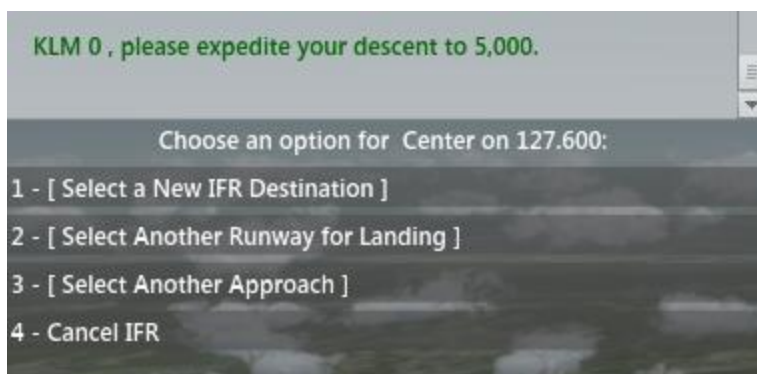 KLM 0 , please expedite your descent to 5,000.
Choose an option for Center on 127.600:
1 - [ Select a New IFR Destination ]
2 - [ Select Another Runway for Landing ]
3 - [ Select Another Approach ]
4 - Cancel IFR